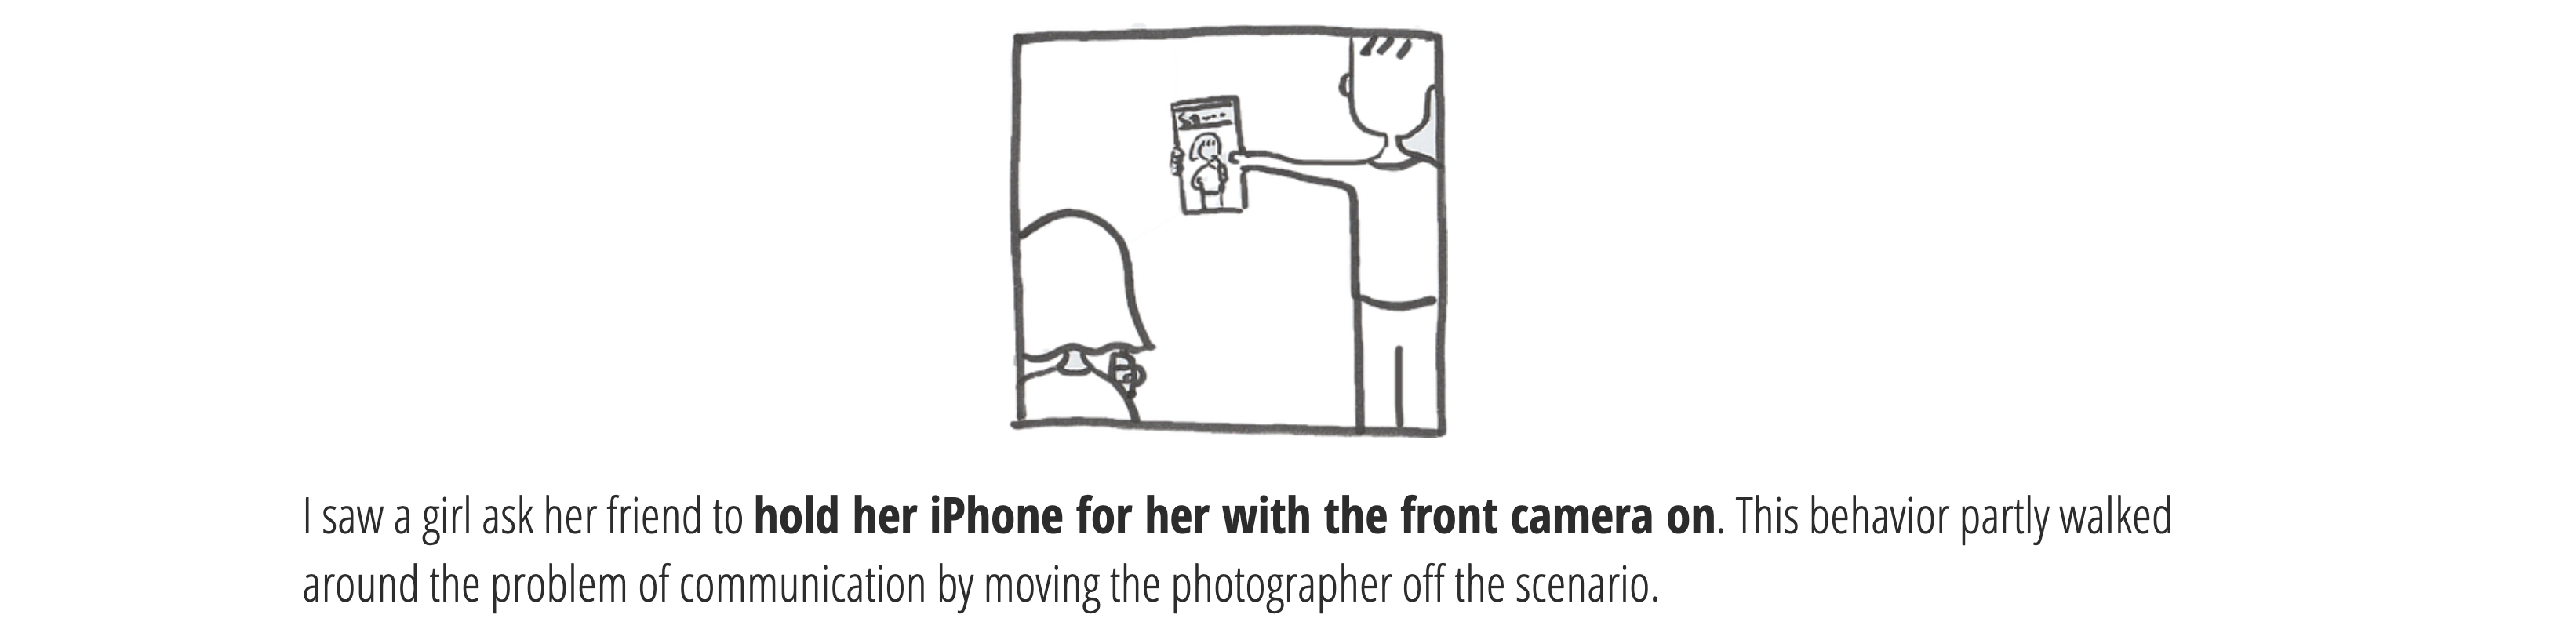 I saw a girl ask her friend to hold her iPhone for her with the front camera on. This behavior partly walked
around the problem of communication by moving the photographer off the scenario.